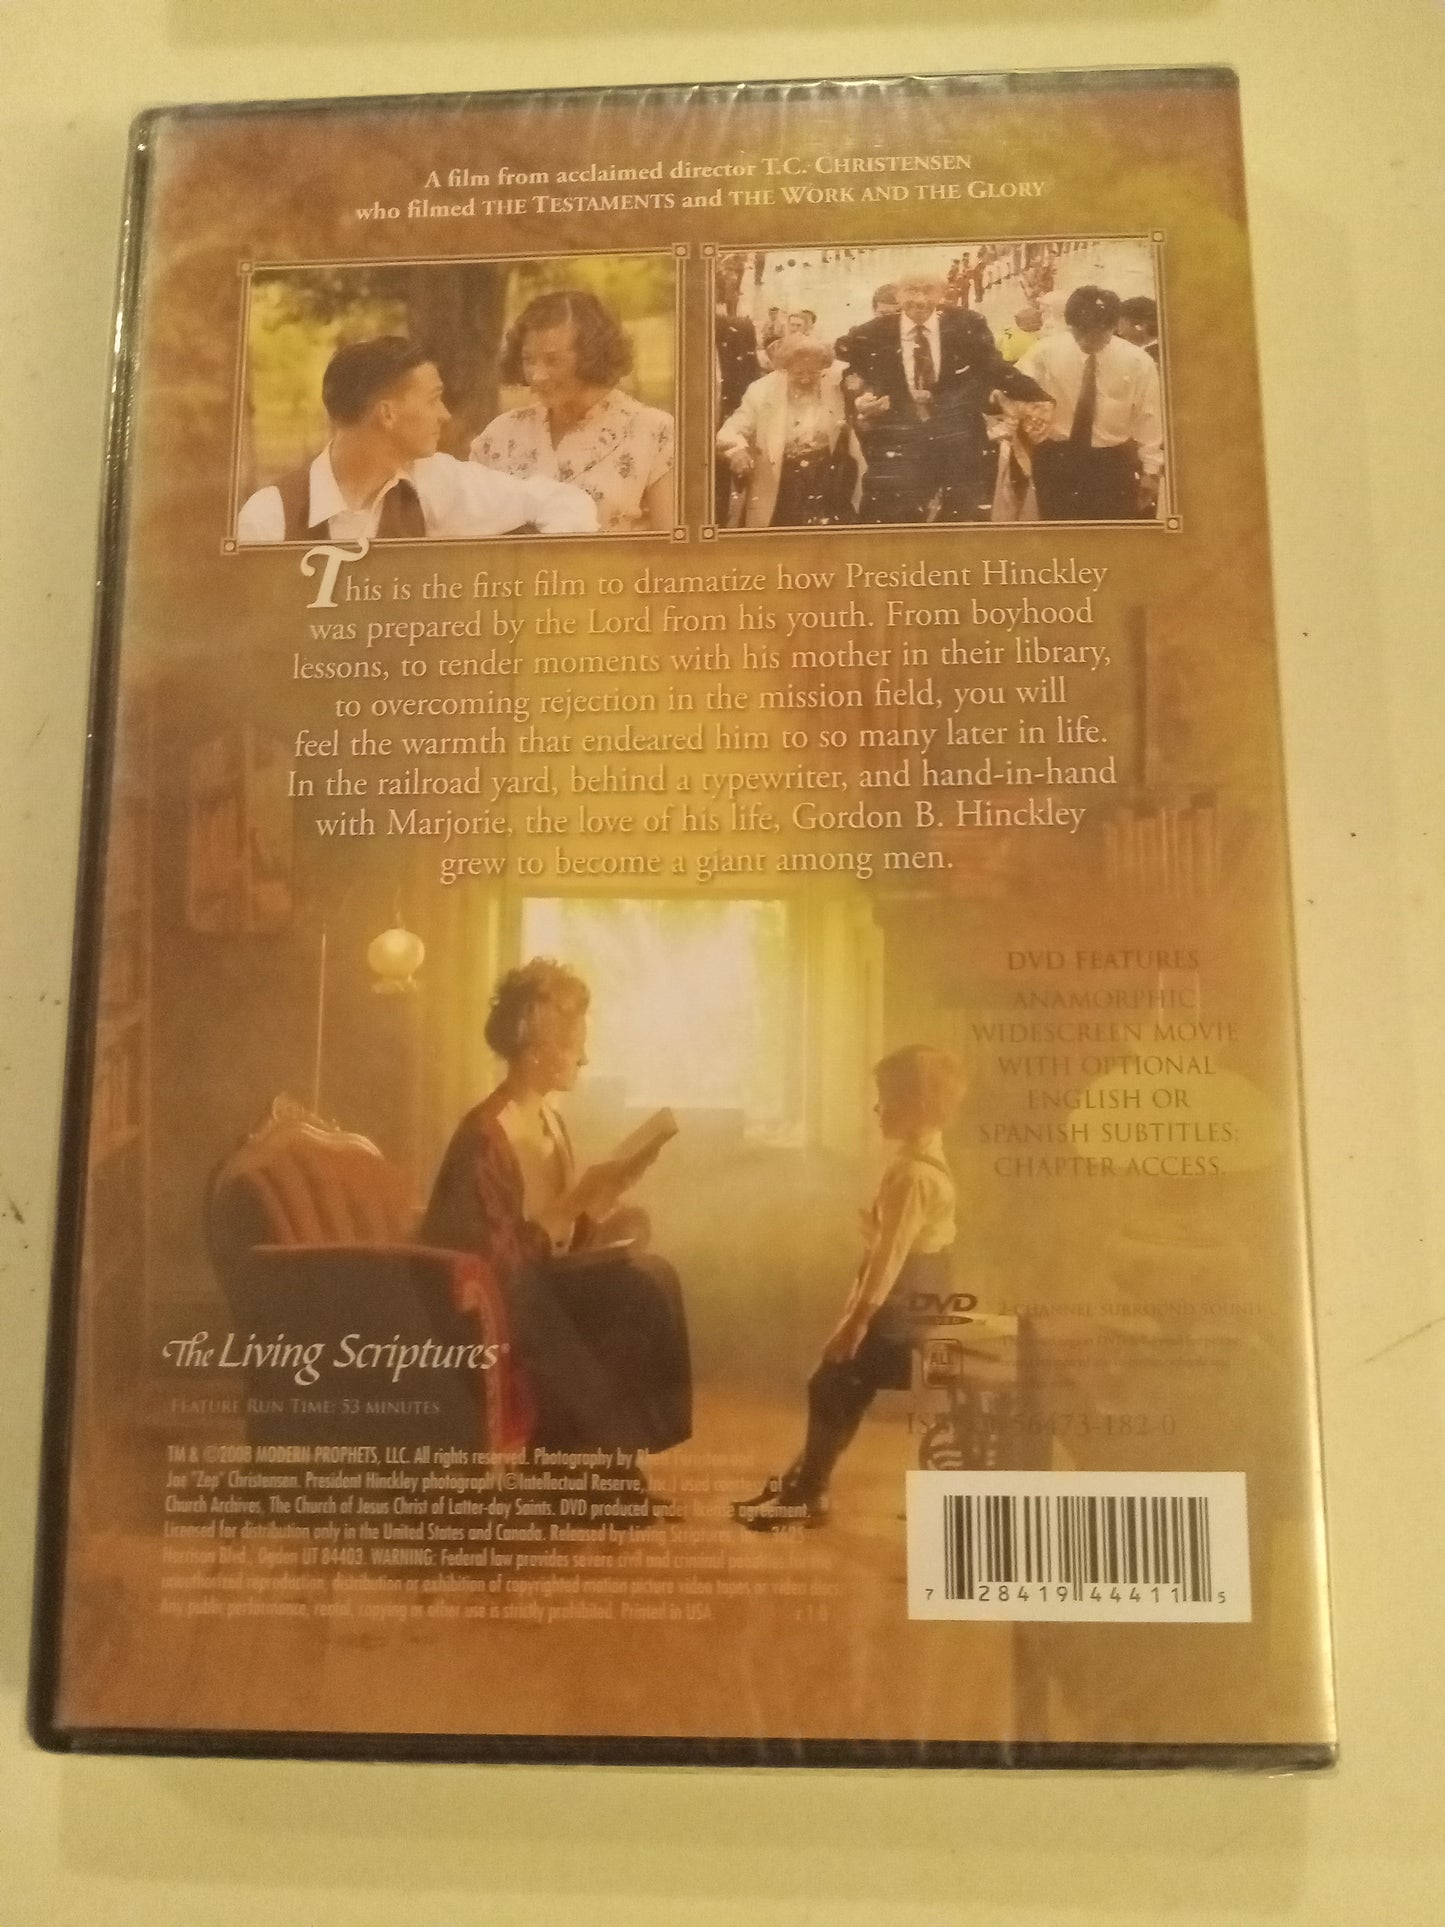 A film from acclaimed director T.C. CHRISTENSEN
who filmed THE TESTAMENTS and THE WORK AND THE GLORY
This is the first film to dramatize how President Hinckley
was prepared by the Lord from his youth. From boyhood
lessons, to tender moments with his mother in their library,
to overcoming rejection in the mission field, you will
feel the warmth that endeared him to so many later in life.
In the railroad yard, behind a typewriter, and hand-in-hand
with Marjorie, the love of his life, Gordon B. Hinckley
grew to become a giant among men.
DVD FEATURES
ANAMORPHIC
WIDESCREEN MOVIE
WITH OPTIONAL
ENGLISH OR
SPANISH SUBTITLES;
CHAPTER ACCESS.
DVD
VIDEO
2-CHANNEL SURROUND SOUND
ALL
The Living Scriptures®
FEATURE RUN TIME: 53 MINUTES
56473-182-0
TM & ©2008 MODERN PROPHETS, LLC. All rights reserved. Photography by
Joe "Zep" Christensen. President Hinckley photograph (©Intellectual Reserve, Inc.) used courtesy of
Church Archives, The Church of Jesus Christ of Latter-day Saints. DVD produced under license agreement.
Licensed for distribution only in the United States and Canada. Released by Living Scriptures,
Harrison Blvd., Ogden UT 84403. WARNING: Federal law provides severe civil and criminal
unauthorized reproduction, distribution or exhibition of copyrighted motion picture video tapes or video discs
Any public performance, rental, copying or other use is strictly prohibited. Printed in USA r 1.0
7 28419 44411 5